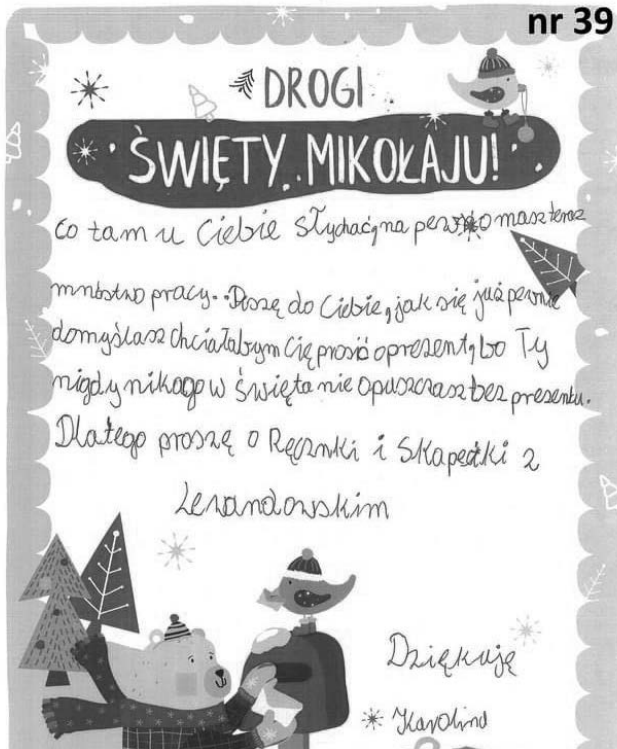 nr 39
DROGI
ŚWIĘTY MIKOŁAJU!
co tam u Ciebie słychać, na pewno masz teraz
mnóstwo pracy. Piszę do Ciebie, jak się już pewnie
domyślasz chciałabym Cię prosić o prezent, bo Ty
nigdy nikogo w święta nie opuszczasz bez prezentu.
Dlatego proszę o Ręczniki i Skapetki z
Lewandowskim
Dziękuję
Karolina